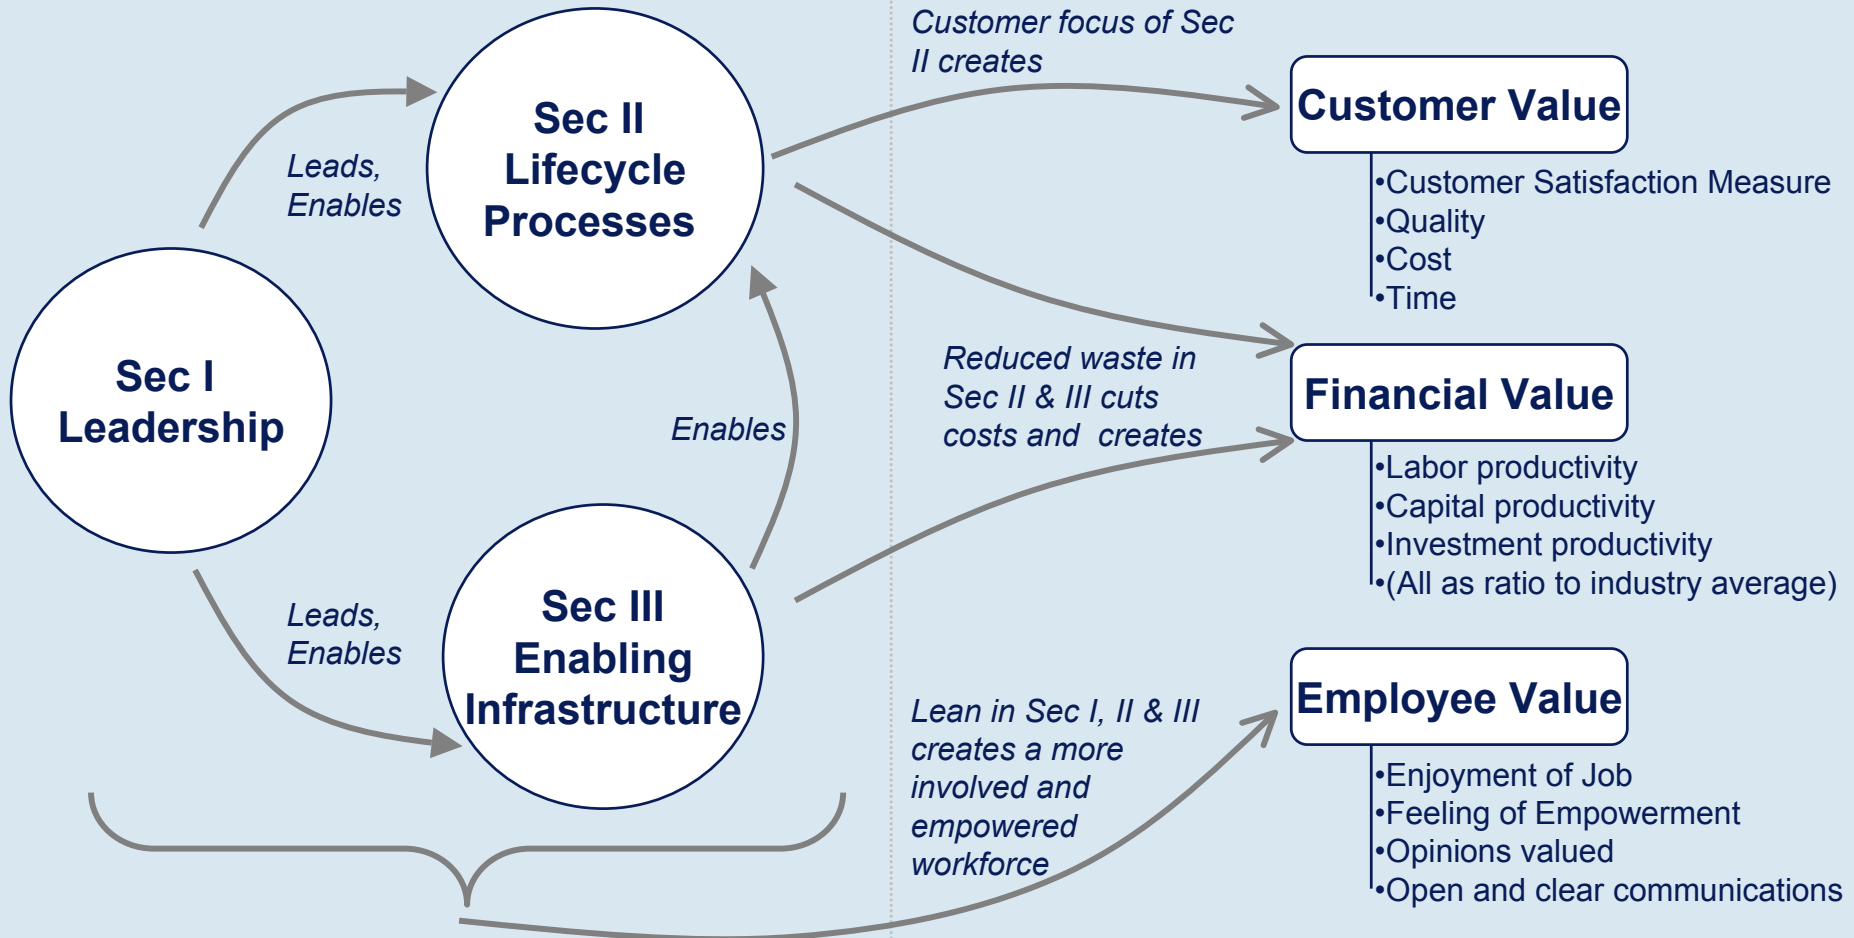 Customer focus of Sec
II creates
Sec II
Lifecycle
Processes
Leads,
Enables
Customer Value
•Customer Satisfaction Measure
•Quality
•Cost
•Time
Sec I
Leadership
Enables
Reduced waste in
Sec II & III cuts
costs and creates
Financial Value
•Labor productivity
•Capital productivity
•Investment productivity
•(All as ratio to industry average)
Leads,
Enables
Sec III
Enabling
Infrastructure
Lean in Sec I, II & III
creates a more
involved and
empowered
workforce
Employee Value
•Enjoyment of Job
•Feeling of Empowerment
•Opinions valued
•Open and clear communications